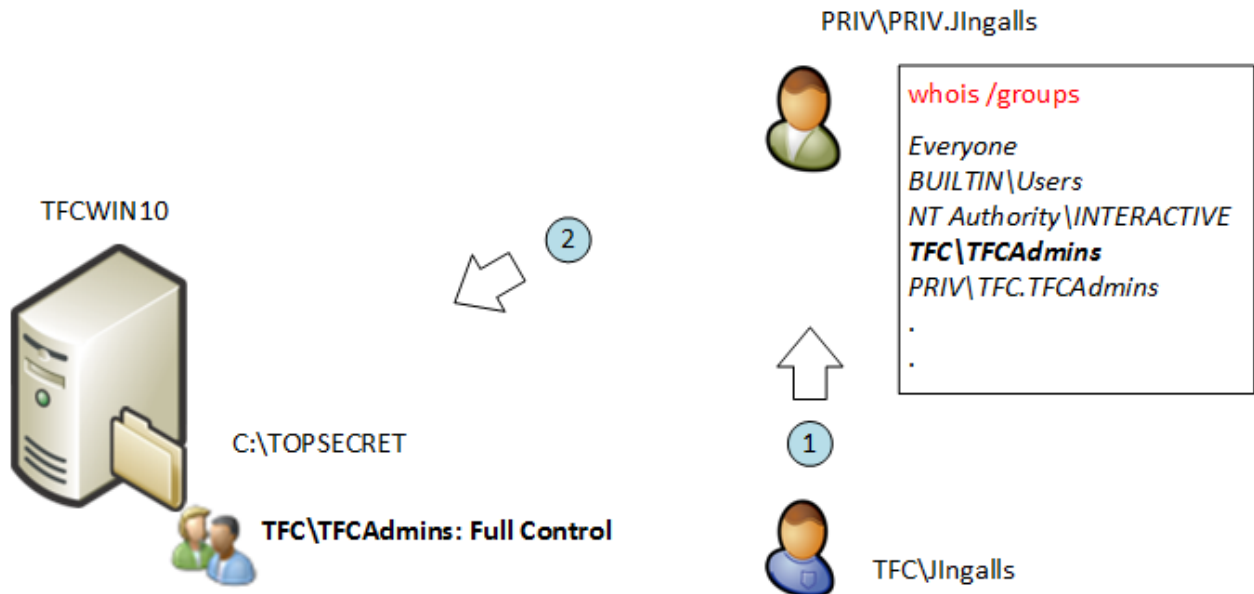 PRIV\PRIV.JIngalls
whois /groups
Everyone
BUILTIN\Users
NT Authority\INTERACTIVE
TFC\TFCAdmins
PRIV\TFC.TFCAdmins
.
.
TFCWIN10
2
C:\TOPSECRET
1
TFC\TFCAdmins: Full Control
TFC\JIngalls